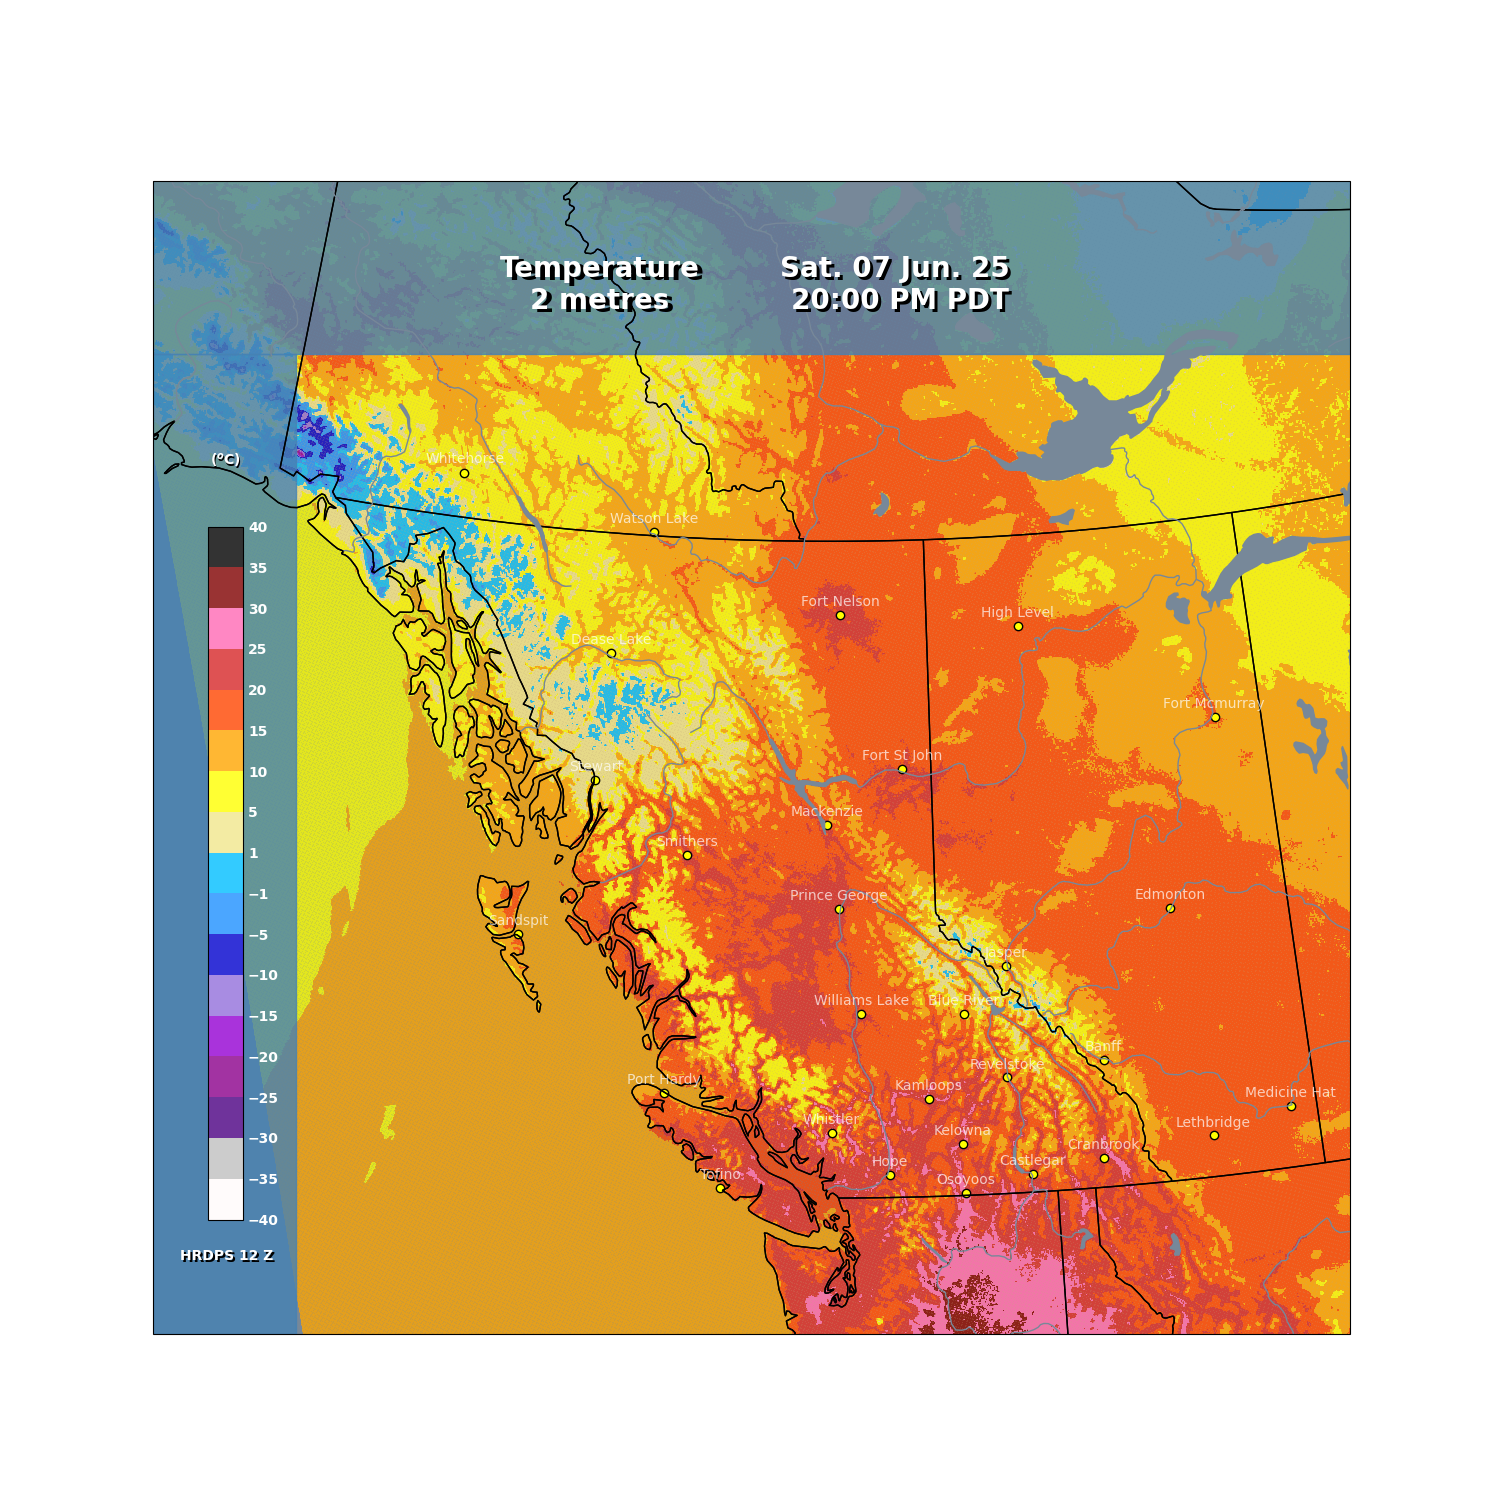 Temperature
2 metres
Sat. 07 Jun. 25
20:00 PM PDT
Whitehorse
(°C)
Watson Lake
40
35
30
25
20
15
10
5
1
−1
−5
−10
−15
−20
−25
−30
−35
−40
Fort Nelson
High Level
Dease Lake
Fort Mcmurray
Fort St John
Stewart
Mackenzie
Smithers
Prince George
Edmonton
Sandspit
Jasper
Williams Lake
Blue River
Banff
Revelstoke
Port Hardy
Kamloops
Medicine Hat
Whistler
Lethbridge
Kelowna
Cranbrook
Hope
Castlegar
Tofino
Osoyoos
HRDPS 12 Z